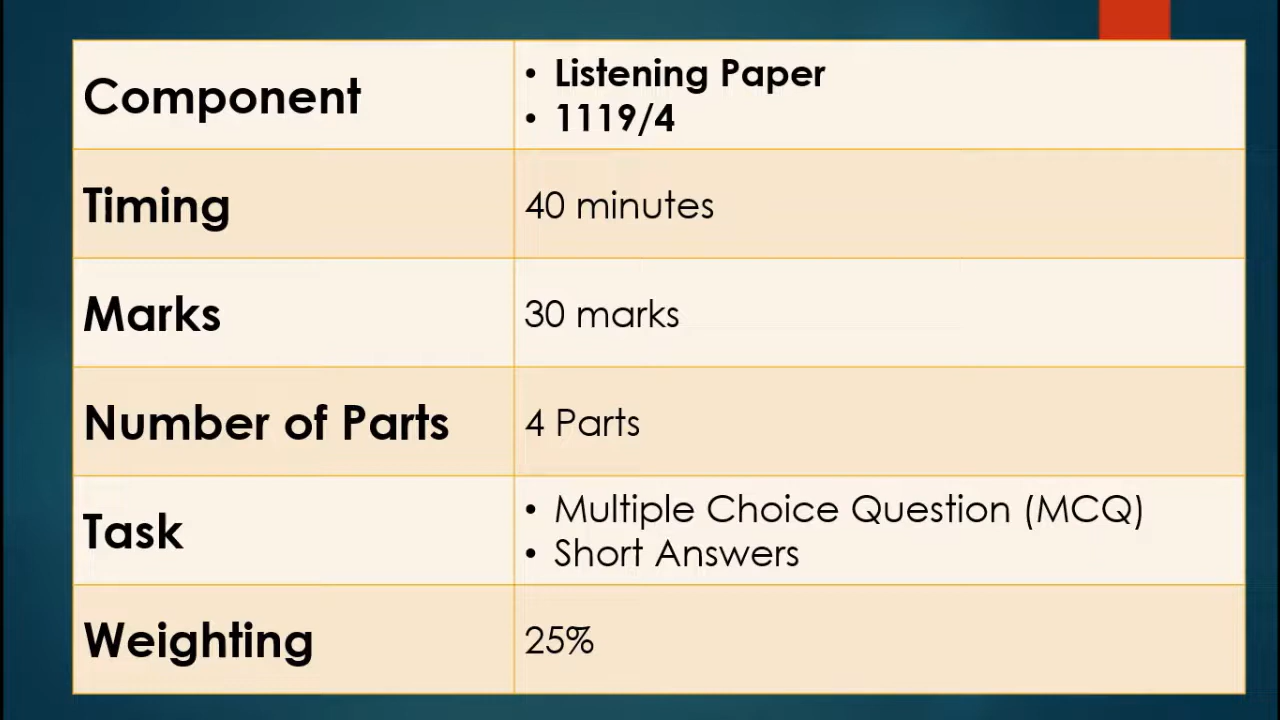 Component
• Listening Paper
• 1119/4
Timing
40 minutes
Marks
30 marks
Number of Parts
4 Parts
Task
• Multiple Choice Question (MCQ)
• Short Answers
Weighting
25%